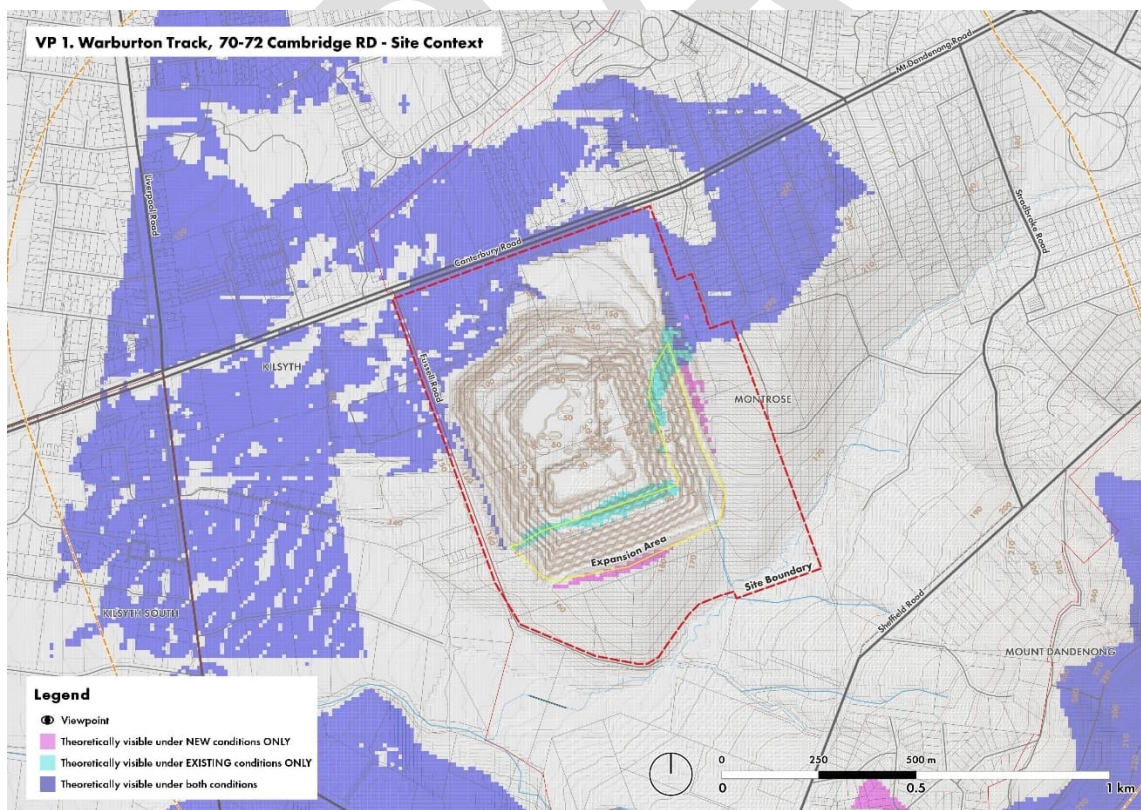 VP 1. Warburton Track, 70-72 Cambridge RD - Site Context
Mt Dandenong Road
Liverpool Road
Stradbroke Road
Canterbury Road
KILSYTH
Fussell Road
MONTROSE
Expansion Area
Site Boundary
KILSYTH SOUTH
Sheffield Road
MOUNT DANDENONG
Legend
Viewpoint
Theoretically visible under NEW conditions ONLY
Theoretically visible under EXISTING conditions ONLY
Theoretically visible under both conditions
0 250 500 m
0 0.5 1 km